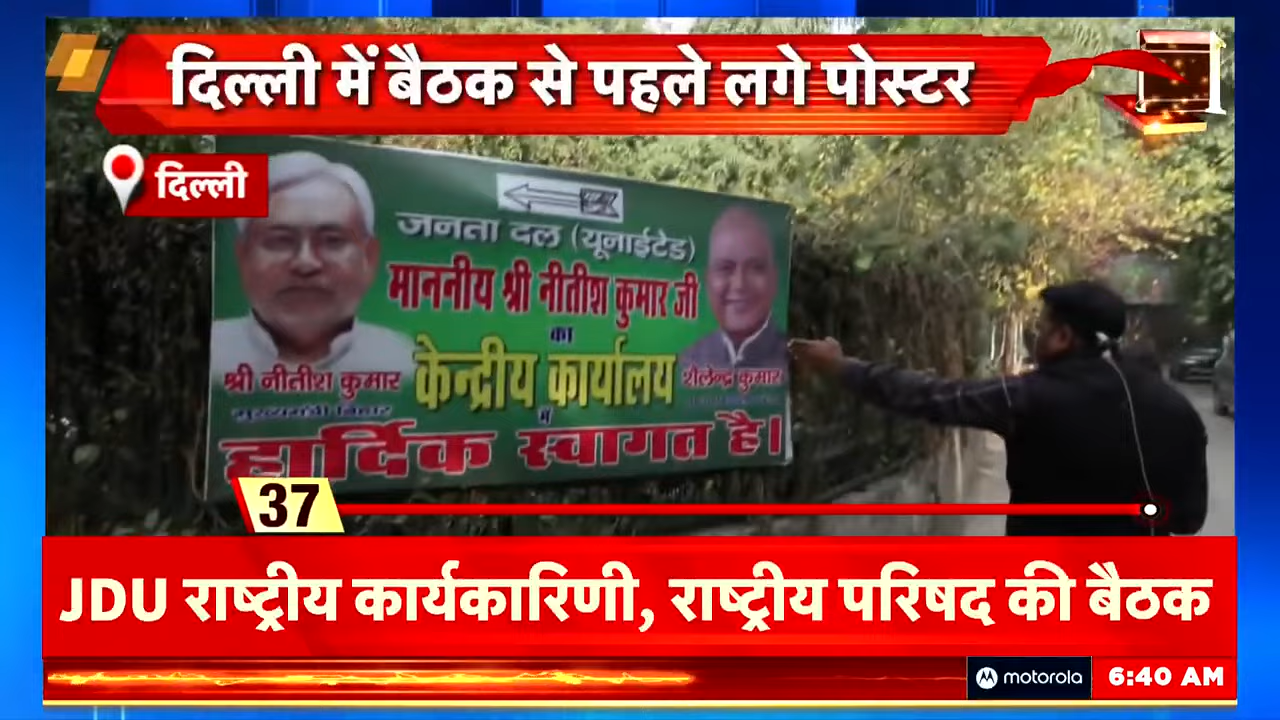 दिल्ली में बैठक से पहले लगे पोस्टर
दिल्ली
जनता दल (यूनाईटेड)
माननीय श्री नीतीश कुमार जी
का
केन्द्रीय कार्यालय
में
श्री नीतीश कुमार
मुख्यमंत्री बिहार
शैलेन्द्र कुमार
हार्दिक स्वागत है।
37
JDU राष्ट्रीय कार्यकारिणी, राष्ट्रीय परिषद की बैठक
motorola
6:40 AM